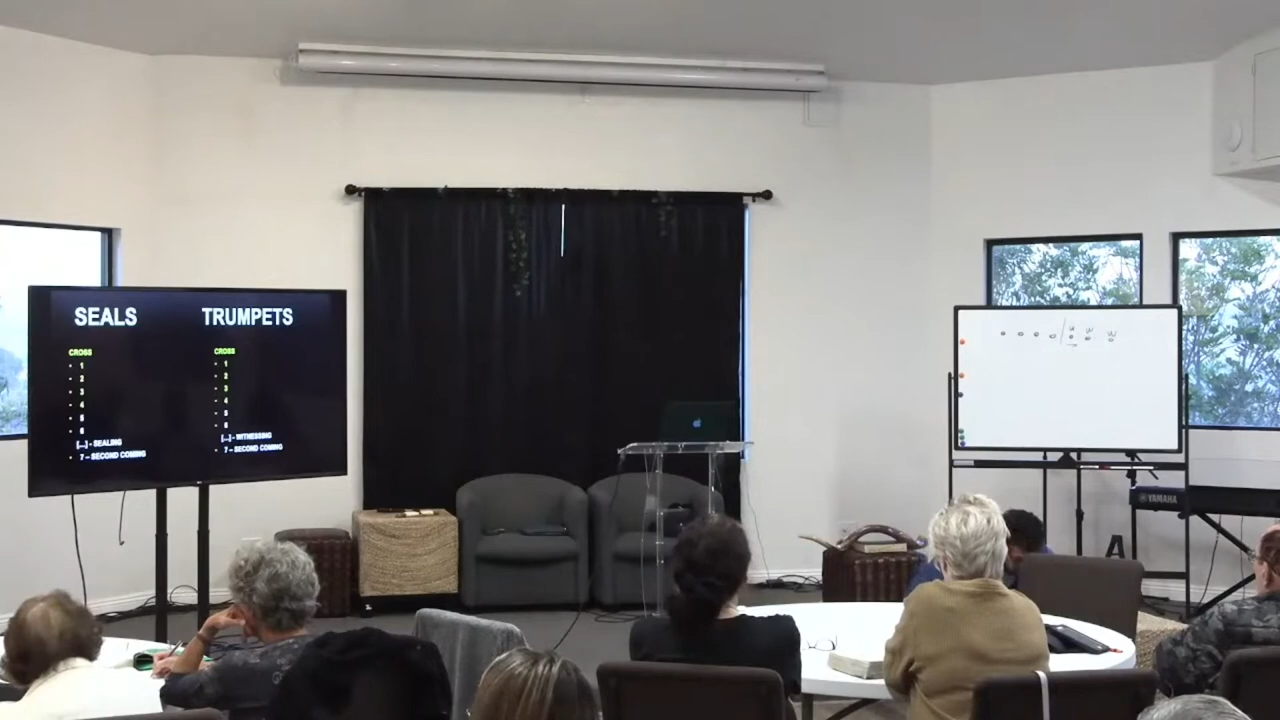 SEALS
CROSS
• 1
• 2
• 3
• 4
• 5
• 6
[...] - SEALING
• 7 – SECOND COMING
TRUMPETS
CROSS
• 1
• 2
• 3
• 4
• 5
• 6
[...] - WITNESSING
• 7 – SECOND COMING
YAMAHA